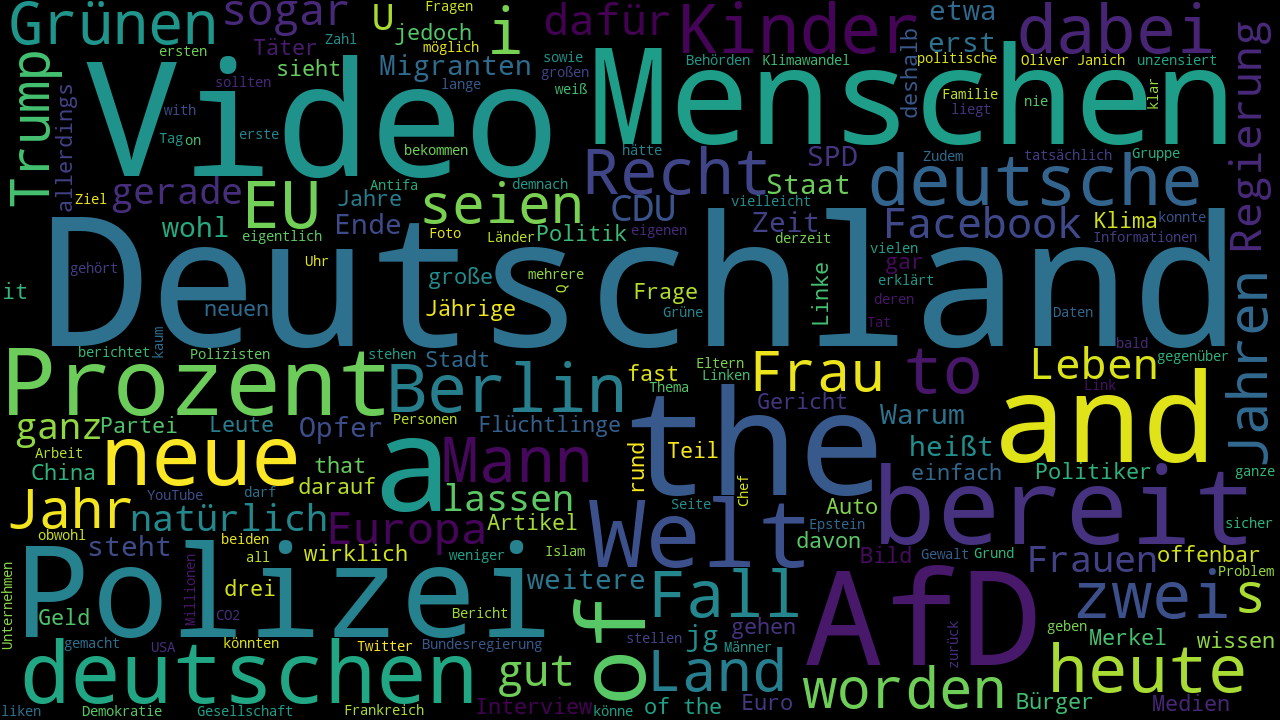 Grünen
sogar
U
Fragen
jedoch
i
dafür
Kinder
etwa
erst
dabei
ersten
Täter
Zahl
möglich
sieht
Migranten
sowie
großen
weiß
lange
Behörden
Klimawandel
deshalb
politische
Oliver Janich
unzensiert
Regierung
Trump
allerdings
sollten
Video
with
Tag
on
erste
bekommen
Menschen
Familie
liegt
nie
klar
hätte
Recht
SPD
Zudem
tatsächlich
Gruppe
Ziel
gerade
EU
Jahre
Antifa
demnach
seien
CDU
Staat
vielleicht
deutsche
wohl
eigentlich
Ende
Foto
Länder
Politik
eigenen
Zeit
derzeit
Facebook
Klima
konnte
Informationen
Deutschland
gehört
Uhr
große
mehrere
Q
vielen
gar
erklärt
it
neuen
Jährige
Frage
Grüne
Linke
deren
Tat
Daten
Jahren
berichtet
kaum
Polizisten
stehen
Stadt
fast
Eltern
Linken
Thema
bald
gegenüber
Prozent
Berlin
Frau
to
Leben
Link
ganz
Partei
Leute
Opfer
Personen
Flüchtlinge
the
Gericht
Warum
and
Arbeit
China
neue
that
darauf
a
Mann
rund
Teil
heißt
einfach
Politiker
ganze
Jahr
YouTube
darf
natürlich
lassen
Europa
Artikel
Seite
Chef
Welt
Auto
Epstein
davon
bereit
sicher
obwohl
steht
beiden
all
wirklich
weniger
Islam
Bild
Gewalt
Grund
Frauen
offenbar
Problem
Unternehmen
Polizei
Geld
Millionen
drei
CO2
Bericht
weitere
of
Fall
AfD
zwei
s
gemacht
USA
könnten
Twitter
Bundesregierung
stellen
jg
gehen
Männer
zurück
geben
Merkel
wissen
deutschen
gut
Land
heute
liken
Demokratie
Gesellschaft
Frankreich
Interview
könne
of the
Euro
worden
Bürger
Medien